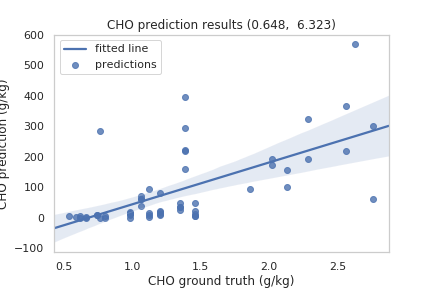 CHO prediction results (0.648,  6.323)
fitted line
predictions
600
500
400
300
200
100
0
−100
CHO prediction (g/kg)
0.5
1.0
1.5
2.0
2.5
CHO ground truth (g/kg)